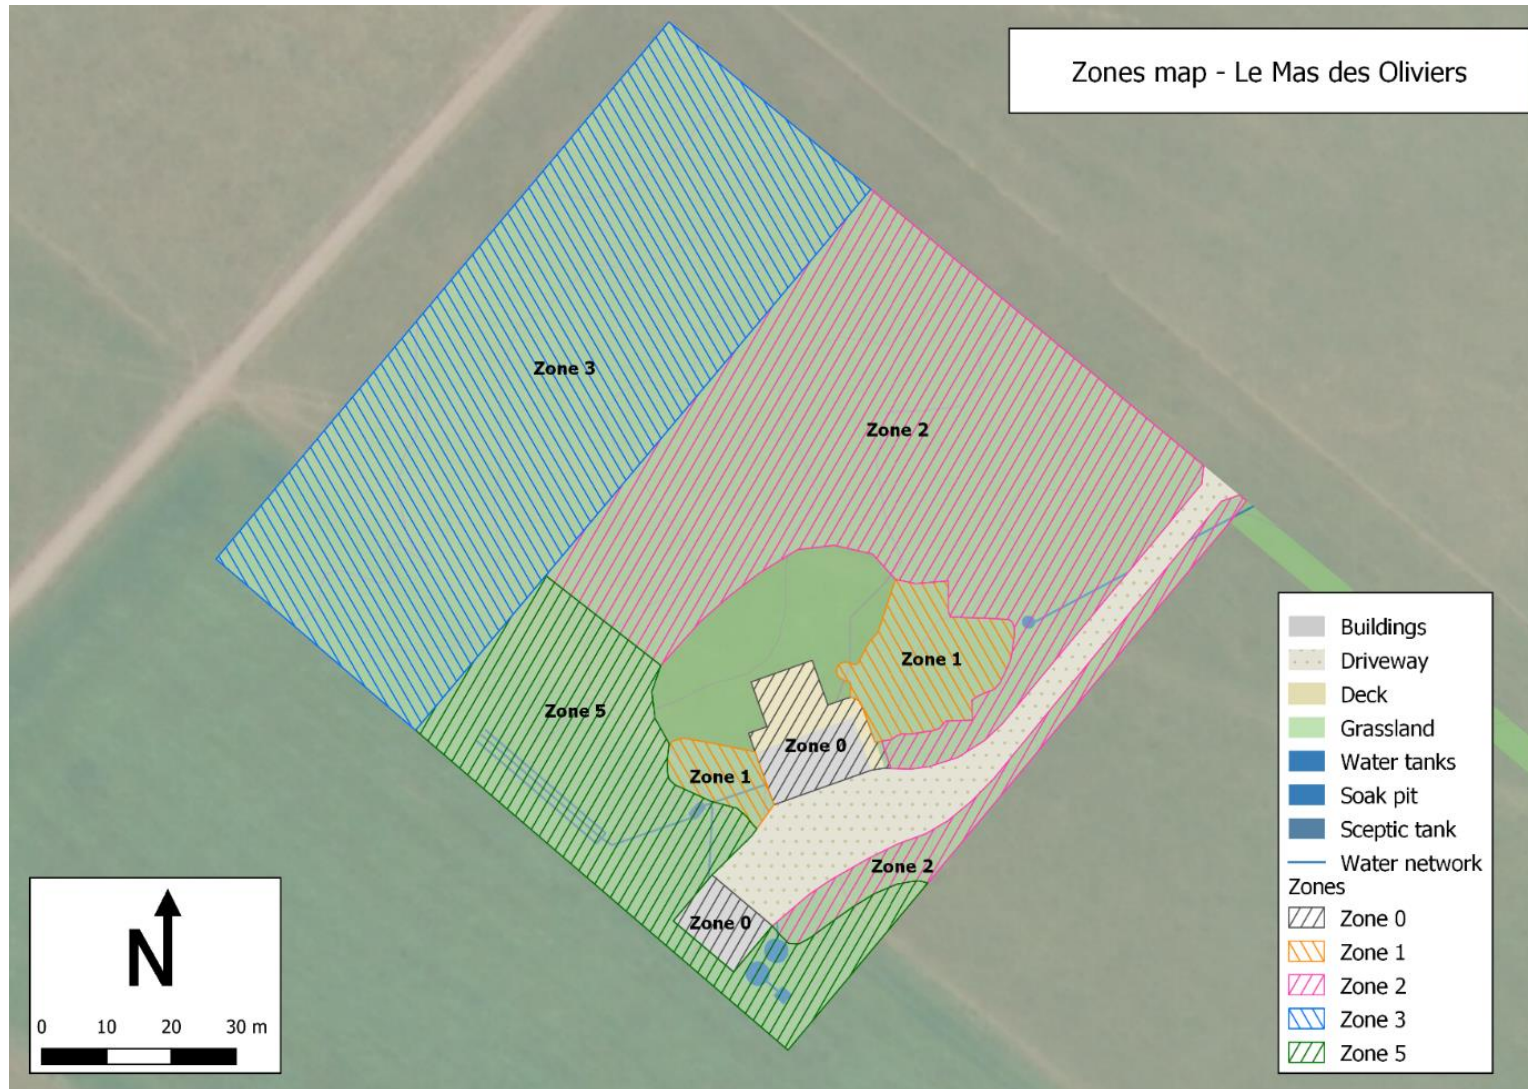 Zones map - Le Mas des Oliviers
Zone 3
Zone 2
Zone 1
Zone 5
Zone 0
Zone 1
Zone 2
Zone 0
Buildings
Driveway
Deck
Grassland
Water tanks
Soak pit
Sceptic tank
Water network
Zones
Zone 0
Zone 1
Zone 2
Zone 3
Zone 5
N
0 10 20 30 m